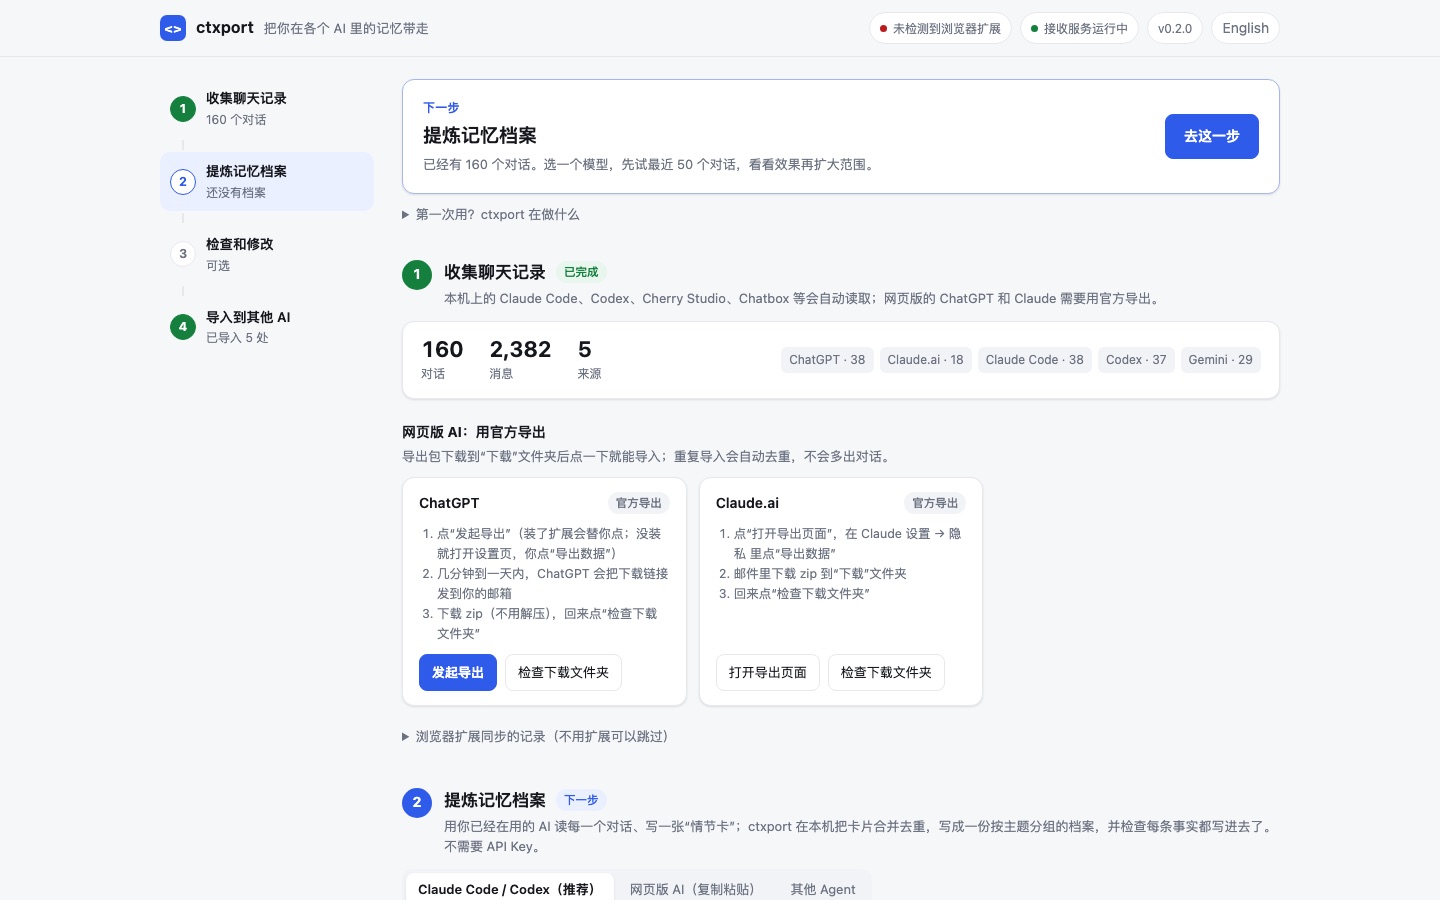 <> ctxport 把你在各个 AI 里的记忆带走
未检测到浏览器扩展
接收服务运行中
v0.2.0
English
1 收集聊天记录
160 个对话
2 提炼记忆档案
还没有档案
3 检查和修改
可选
4 导入到其他 AI
已导入 5 处
下一步
提炼记忆档案
已经有 160 个对话。选一个模型，先试最近 50 个对话，看看效果再扩大范围。
去这一步
▶ 第一次用？ctxport 在做什么
1 收集聊天记录 已完成
本机上的 Claude Code、Codex、Cherry Studio、Chatbox 等会自动读取；网页版的 ChatGPT 和 Claude 需要用官方导出。
160 2,382 5
对话 消息 来源
ChatGPT · 38 Claude.ai · 18 Claude Code · 38 Codex · 37 Gemini · 29
网页版 AI：用官方导出
导出包下载到“下载”文件夹后点一下就能导入；重复导入会自动去重，不会多出对话。
ChatGPT 官方导出
1. 点“发起导出”（装了扩展会替你点；没装
就打开设置页，你点“导出数据”）
2. 几分钟到一天内，ChatGPT 会把下载链接
发到你的邮箱
3. 下载 zip（不用解压），回来点“检查下载
文件夹”
发起导出 检查下载文件夹
Claude.ai 官方导出
1. 点“打开导出页面”，在 Claude 设置 → 隐
私 里点“导出数据”
2. 邮件里下载 zip 到“下载”文件夹
3. 回来点“检查下载文件夹”
打开导出页面 检查下载文件夹
▶ 浏览器扩展同步的记录（不用扩展可以跳过）
2 提炼记忆档案 下一步
用你已经在用的 AI 读每一个对话、写一张“情节卡”；ctxport 在本机把卡片合并去重，写成一份按主题分组的档案，并检查每条事实都写进去了。
不需要 API Key。
Claude Code / Codex（推荐） 网页版 AI（复制粘贴） 其他 Agent